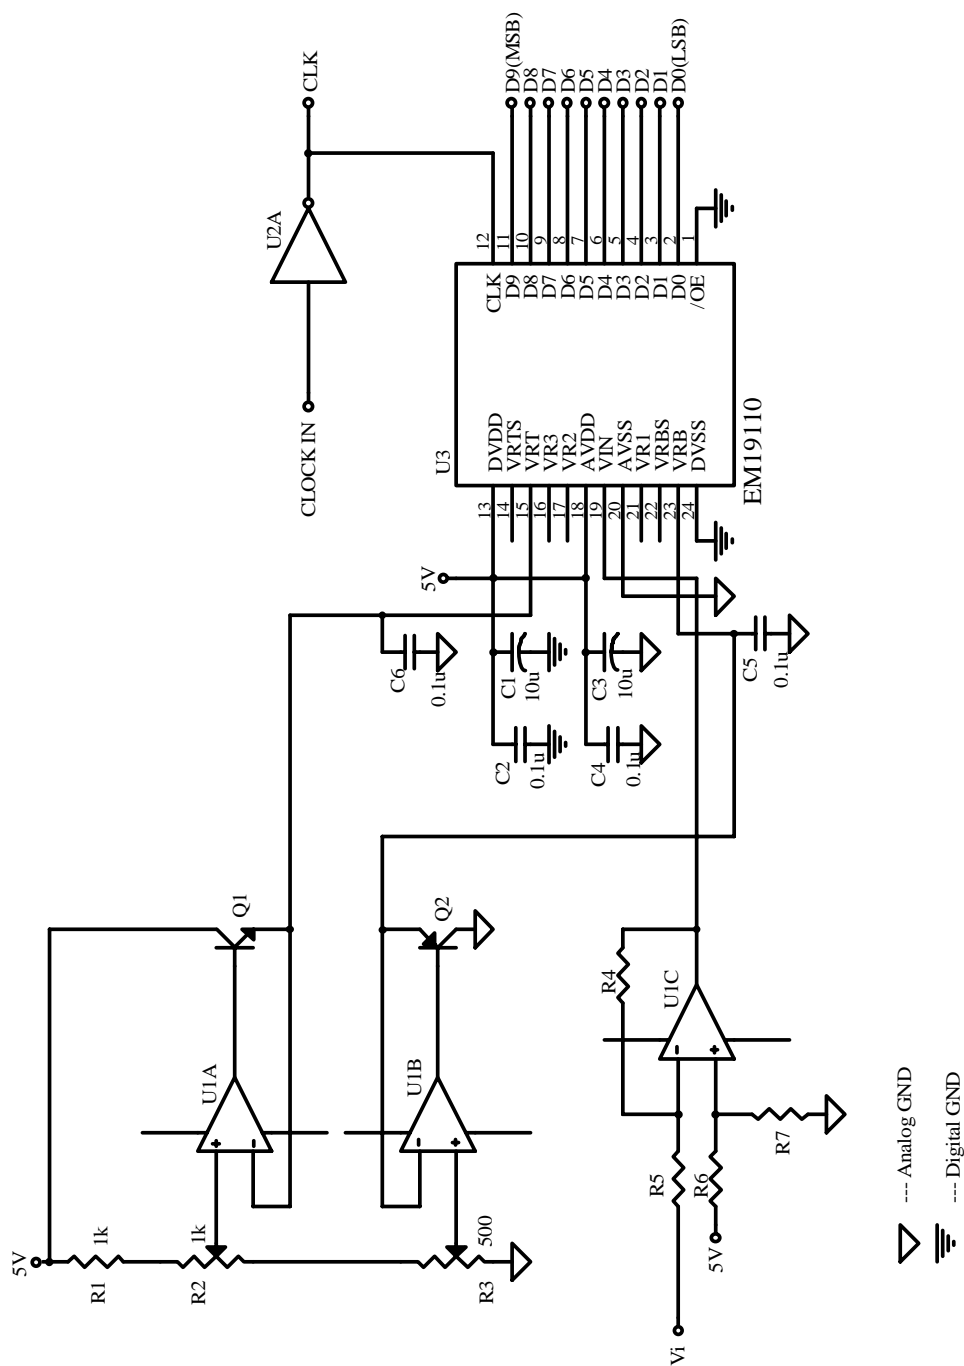 5V
R1
1k
R2
1k
R3
500
U1A
+
-
Q1
U1B
-
+
Q2
Vi
R5
R6
5V
R4
U1C
-
+
R7
C6
0.1u
C2
0.1u
C1
10u
C4
0.1u
C3
10u
C5
0.1u
5V
CLOCK IN
U2A
CLK
U3
DVDD
VRTS
VRT
VR3
VR2
AVDD
VIN
AVSS
VR1
VRBS
VRB
DVSS
13
14
15
16
17
18
19
20
21
22
23
24
CLK
D9
D8
D7
D6
D5
D4
D3
D2
D1
D0
/OE
12
11
10
9
8
7
6
5
4
3
2
1
D9(MSB)
D8
D7
D6
D5
D4
D3
D2
D1
D0(LSB)
EM19110
--- Analog GND
--- Digital GND